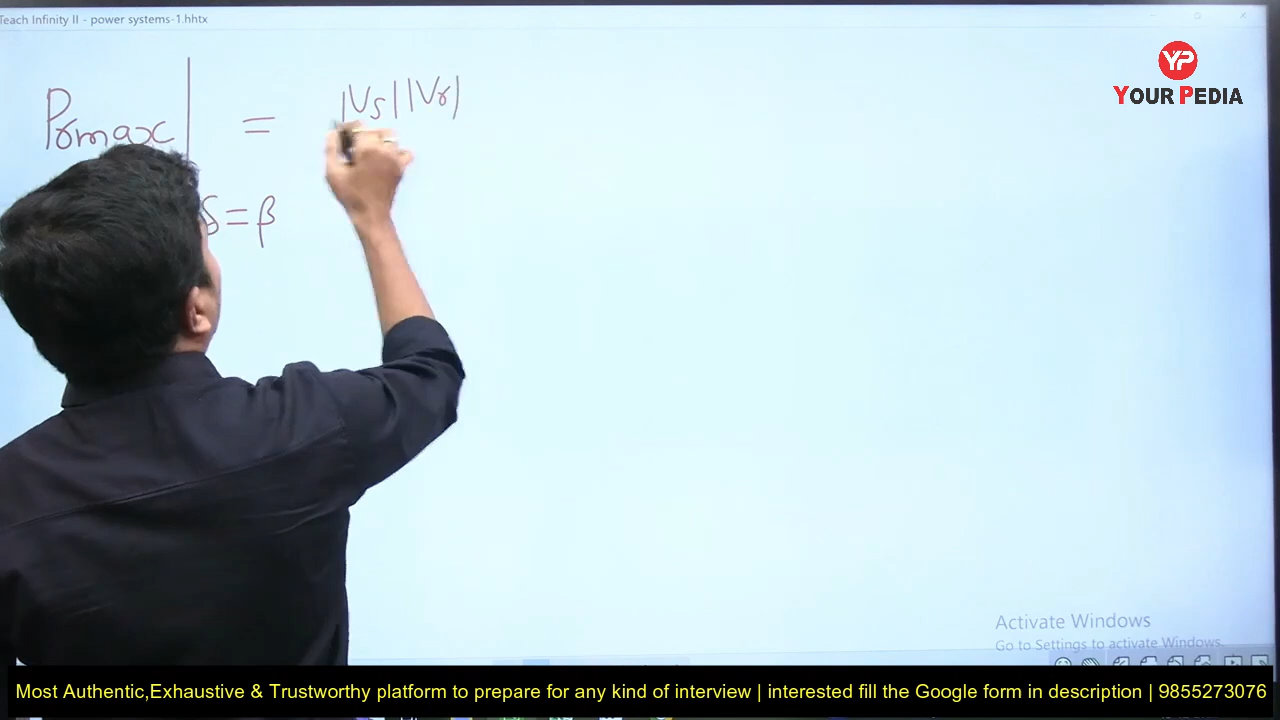 Teach Infinity II - power systems-1.hhtx
YP
YOUR PEDIA
Prmax| = |Vs||Vr|
δ=β
Activate Windows
Go to Settings to activate Windows.
Most Authentic,Exhaustive & Trustworthy platform to prepare for any kind of interview | interested fill the Google form in description | 9855273076